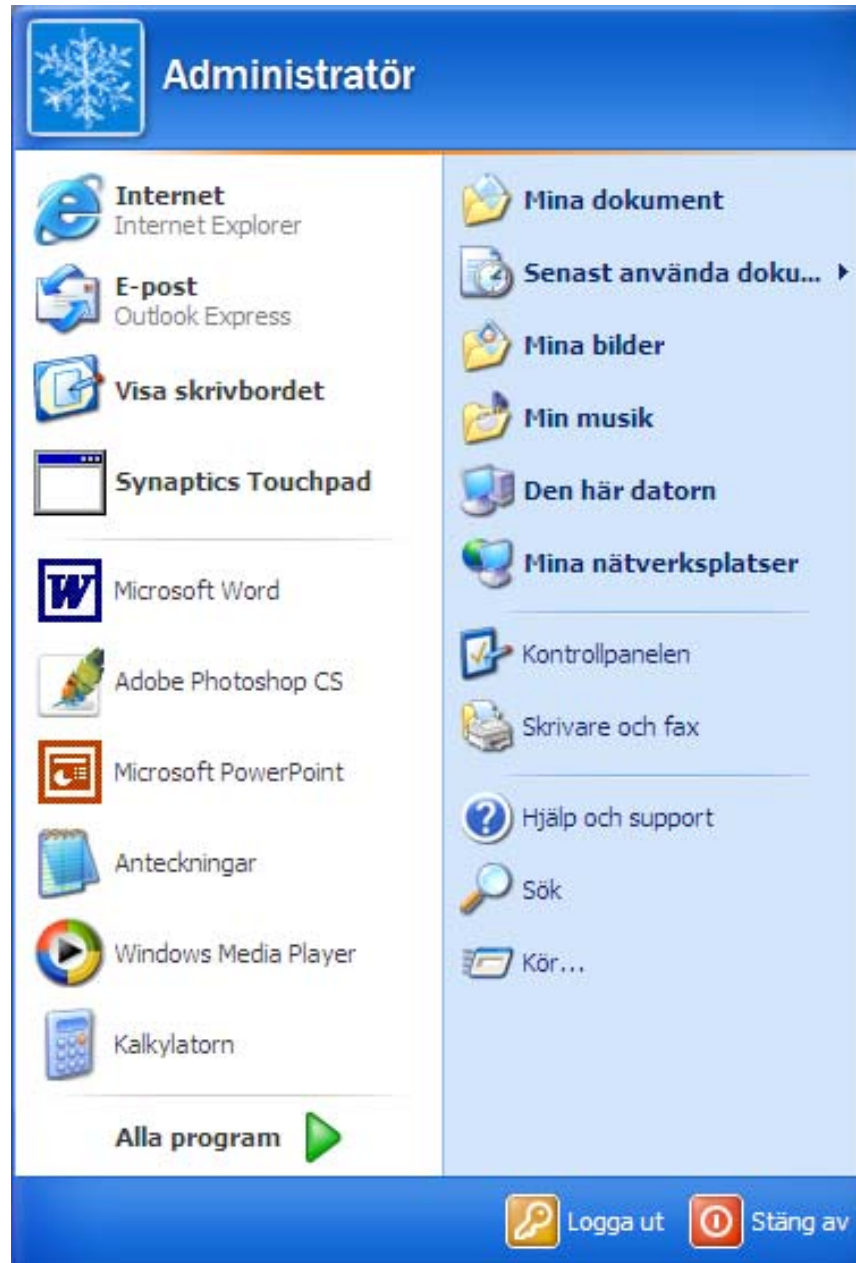 Administratör
Internet
Internet Explorer
E-post
Outlook Express
Visa skrivbordet
Synaptics Touchpad
Microsoft Word
Adobe Photoshop CS
Microsoft PowerPoint
Anteckningar
Windows Media Player
Kalkylatorn
Alla program
Mina dokument
Senast använda doku...
Mina bilder
Min musik
Den här datorn
Mina nätverksplatser
Kontrollpanelen
Skrivare och fax
Hjälp och support
Sök
Kör...
Logga ut
Stäng av